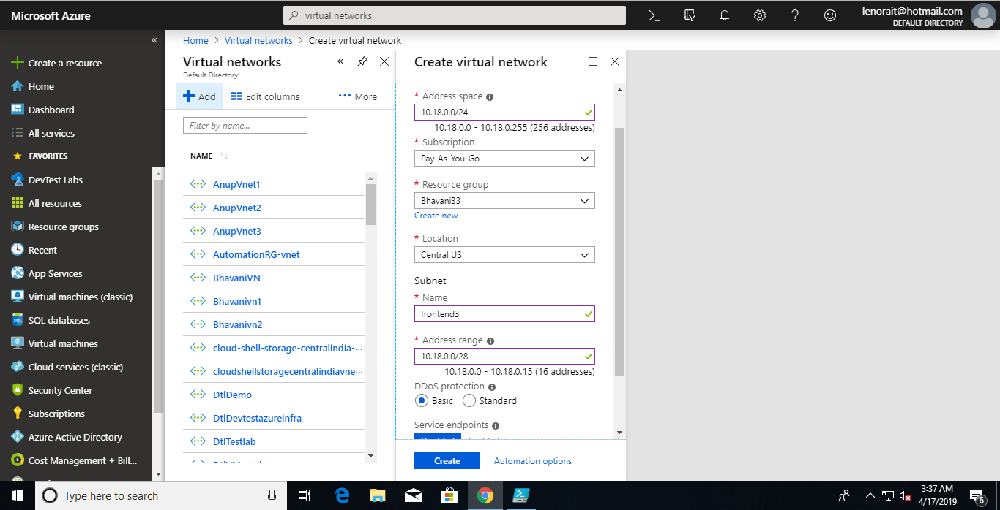 Microsoft Azure
virtual networks
lenorait@hotmail.com
DEFAULT DIRECTORY
Create a resource
Home
Dashboard
All services
FAVORITES
DevTest Labs
All resources
Resource groups
Recent
App Services
Virtual machines (classic)
SQL databases
Virtual machines
Cloud services (classic)
Security Center
Subscriptions
Azure Active Directory
Cost Management + Bill...
Home > Virtual networks > Create virtual network
Virtual networks
Default Directory
Add
Edit columns
More
Filter by name...
NAME
AnupVnet1
AnupVnet2
AnupVnet3
AutomationRG-vnet
BhavaniVN
Bhavanivn1
Bhavanivn2
cloud-shell-storage-centralindia-...
cloudshellstoragecentralindiavne...
DtlDemo
DtlDevtestazureinfra
DtlTestlab
Create virtual network
* Address space
10.18.0.0/24
10.18.0.0 - 10.18.0.255 (256 addresses)
* Subscription
Pay-As-You-Go
* Resource group
Bhavani33
Create new
* Location
Central US
Subnet
* Name
frontend3
* Address range
10.18.0.0/28
10.18.0.0 - 10.18.0.15 (16 addresses)
DDoS protection
Basic
Standard
Service endpoints
Create
Automation options
Type here to search
3:37 AM
4/17/2019
6